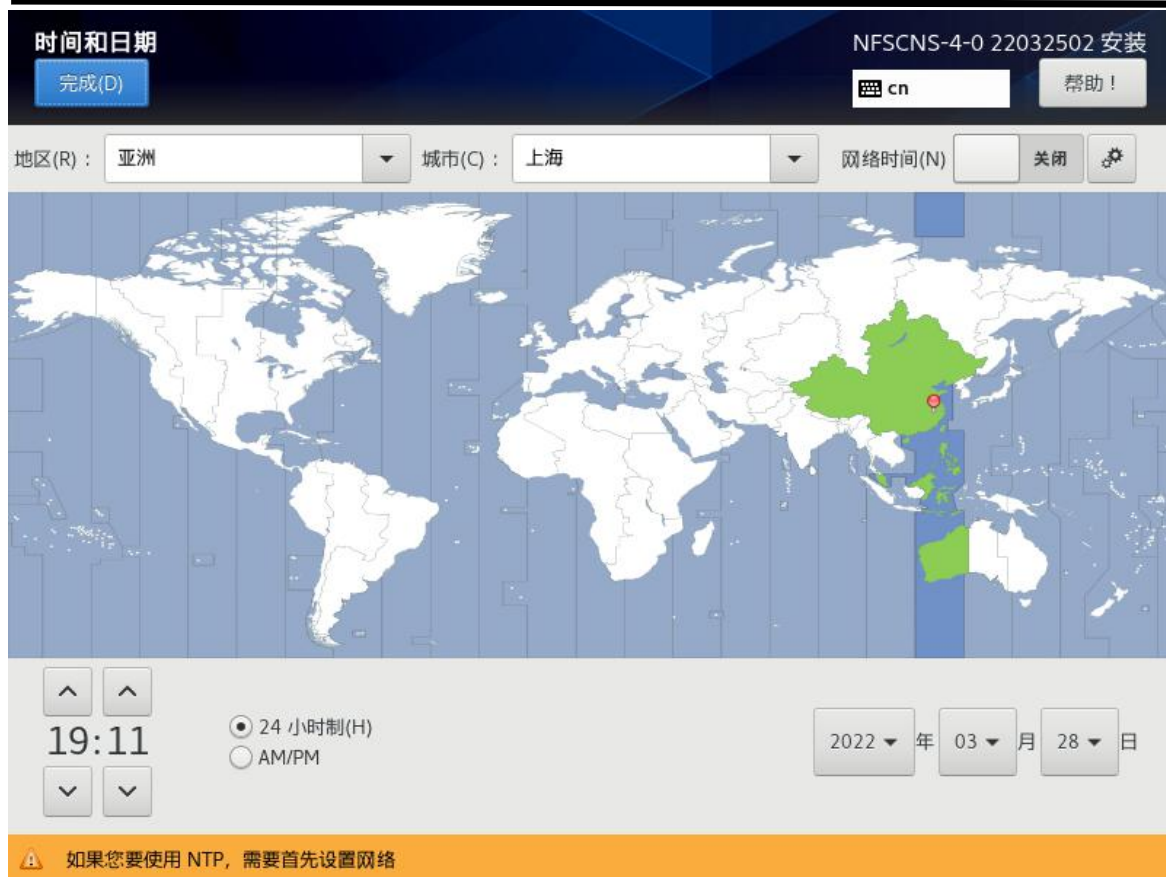 时间和日期
NFSCNS-4-0 22032502 安装
完成(D)
cn
帮助！
地区(R)： 亚洲 城市(C)： 上海 网络时间(N) 关闭
19:11
24 小时制(H)
AM/PM
2022 年 03 月 28 日
如果您要使用 NTP，需要首先设置网络